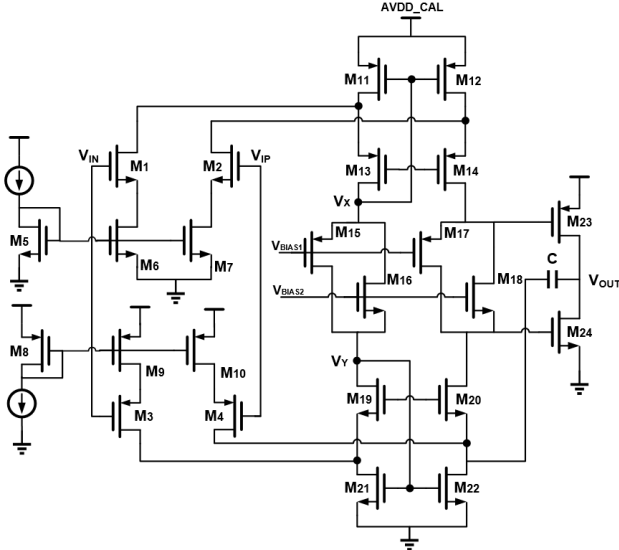 AVDD_CAL
M11 M12
VIN M1 M2 VIP M13 M14
VX
M5 M6 M7 M15 M17 M23
VBIAS1
M16 M18 C VOUT
VBIAS2
M8 M9 M10 M24
VY
M3 M4 M19 M20
M21 M22